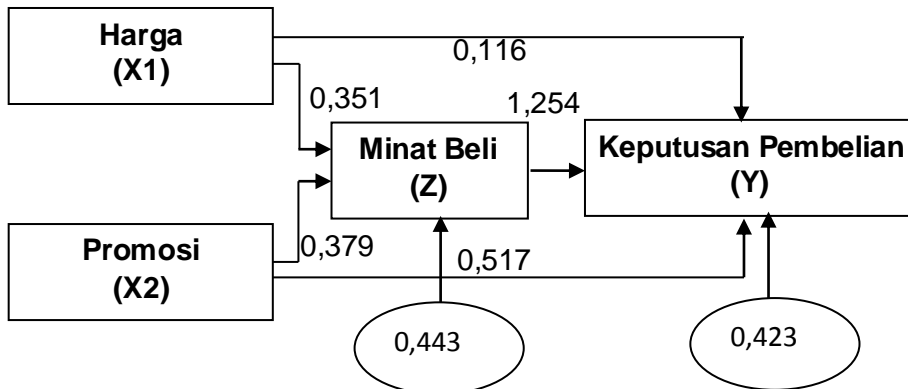 Harga
(X1)
0,116
0,351
1,254
Minat Beli
(Z)
Keputusan Pembelian
(Y)
Promosi
(X2)
0,379
0,517
0,443
0,423